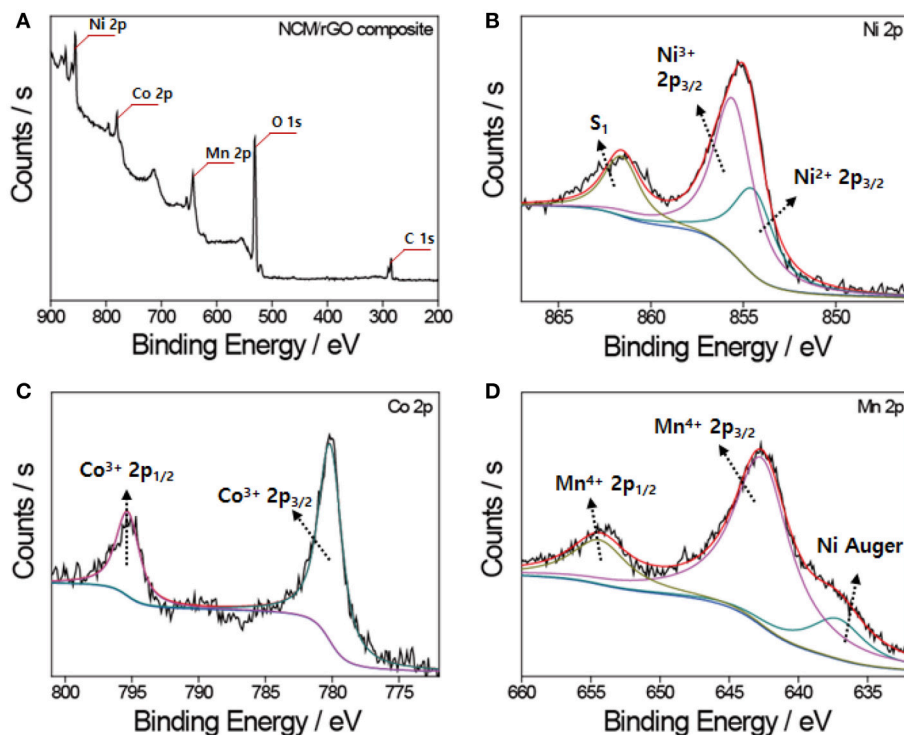 A
NCM/rGO composite
Ni 2p
Co 2p
Mn 2p
O 1s
C 1s
Counts / s
900 800 700 600 500 400 300 200
Binding Energy / eV
B
Ni 2p
Ni³⁺
2p₃/₂
S₁
Ni²⁺ 2p₃/₂
Counts / s
865 860 855 850
Binding Energy / eV
C
Co 2p
Co³⁺ 2p₁/₂
Co³⁺ 2p₃/₂
Counts / s
800 795 790 785 780 775
Binding Energy / eV
D
Mn 2p
Mn⁴⁺ 2p₃/₂
Mn⁴⁺ 2p₁/₂
Ni Auger
Counts / s
660 655 650 645 640 635
Binding Energy / eV